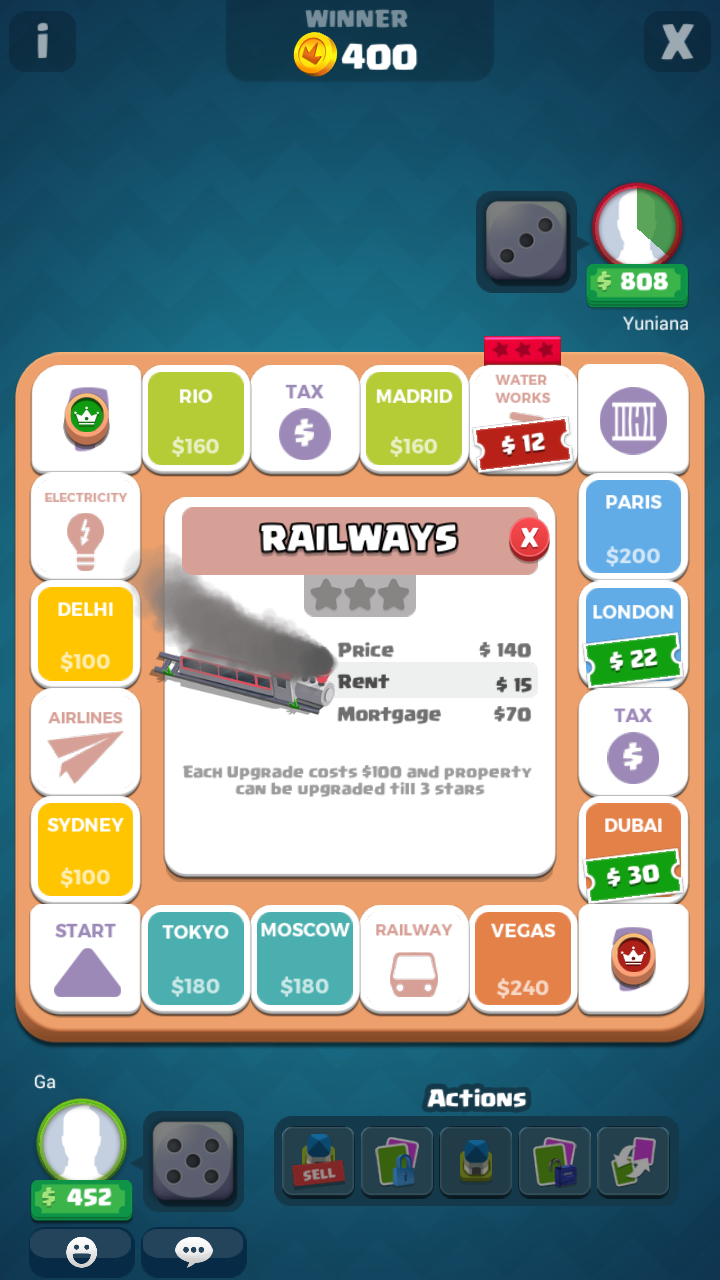 i
WINNER
400
X
$ 808
Yuniana
RIO
$160
TAX
$
MADRID
$160
WATER
WORKS
$ 12
ELECTRICITY
PARIS
$200
RAILWAYS
X
DELHI
$100
LONDON
$ 22
Price $ 140
Rent $ 15
Mortgage $70
AIRLINES
TAX
$
Each Upgrade costs $100 and property
can be upgraded till 3 stars
SYDNEY
$100
DUBAI
$ 30
START
TOKYO
$180
MOSCOW
$180
RAILWAY
VEGAS
$240
Ga
$ 452
Actions
SELL